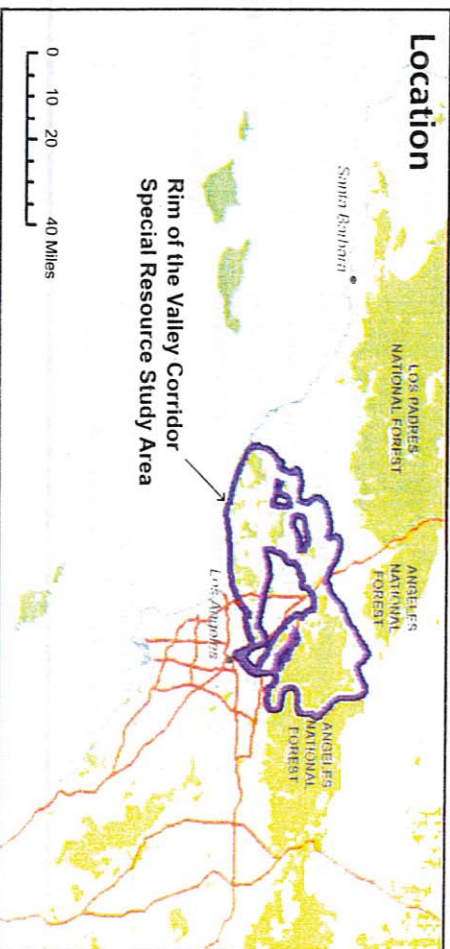 Location
Santa Barbara
LOS PADRES
NATIONAL FOREST
ANGELES
NATIONAL
FOREST
ANGELES
NATIONAL
FOREST
Los Angeles
Rim of the Valley Corridor
Special Resource Study Area
0 10 20 40 Miles